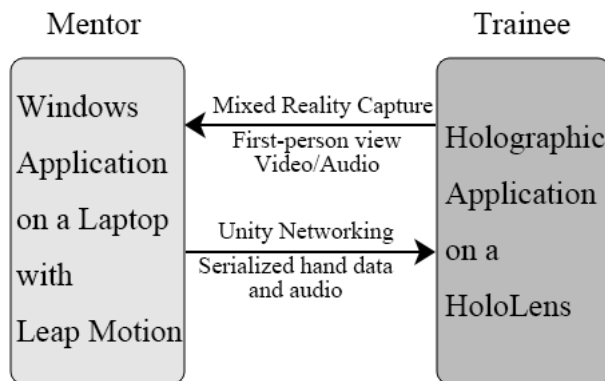 Mentor
Trainee
Windows
Application
on a Laptop
with
Leap Motion
Mixed Reality Capture
First-person view
Video/Audio
Unity Networking
Serialized hand data
and audio
Holographic
Application
on a
HoloLens